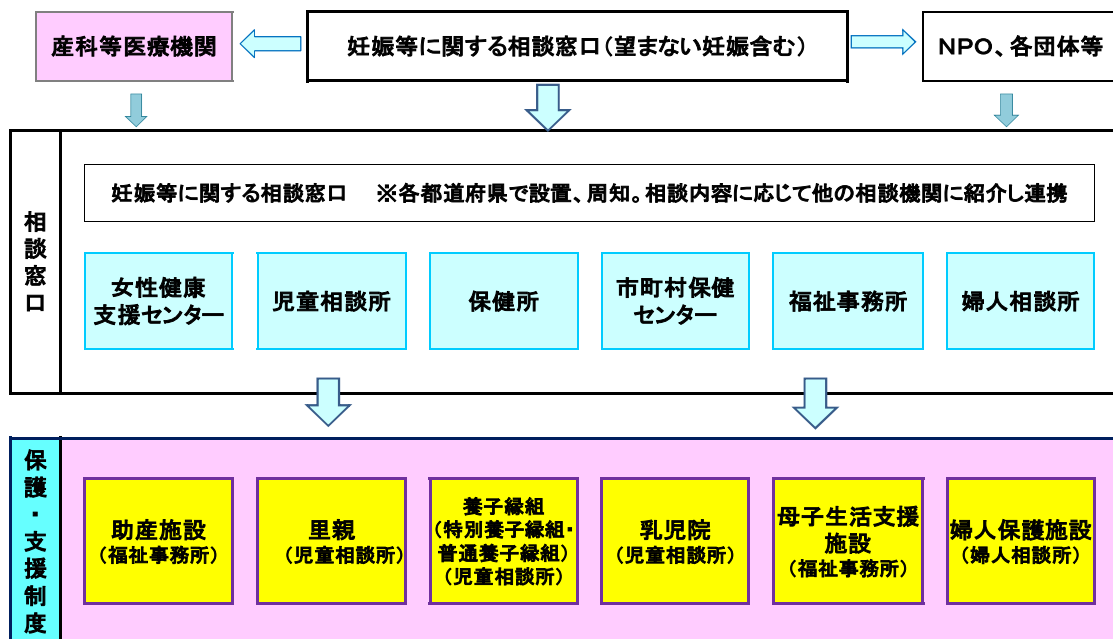 産科等医療機関
妊娠等に関する相談窓口(望まない妊娠含む)
NPO、各団体等
相談窓口
妊娠等に関する相談窓口 ※各都道府県で設置、周知。相談内容に応じて他の相談機関に紹介し連携
女性健康
支援センター
児童相談所
保健所
市町村保健
センター
福祉事務所
婦人相談所
保護・支援制度
助産施設
(福祉事務所)
里親
(児童相談所)
養子縁組
(特別養子縁組・
普通養子縁組)
(児童相談所)
乳児院
(児童相談所)
母子生活支援
施設
(福祉事務所)
婦人保護施設
(婦人相談所)